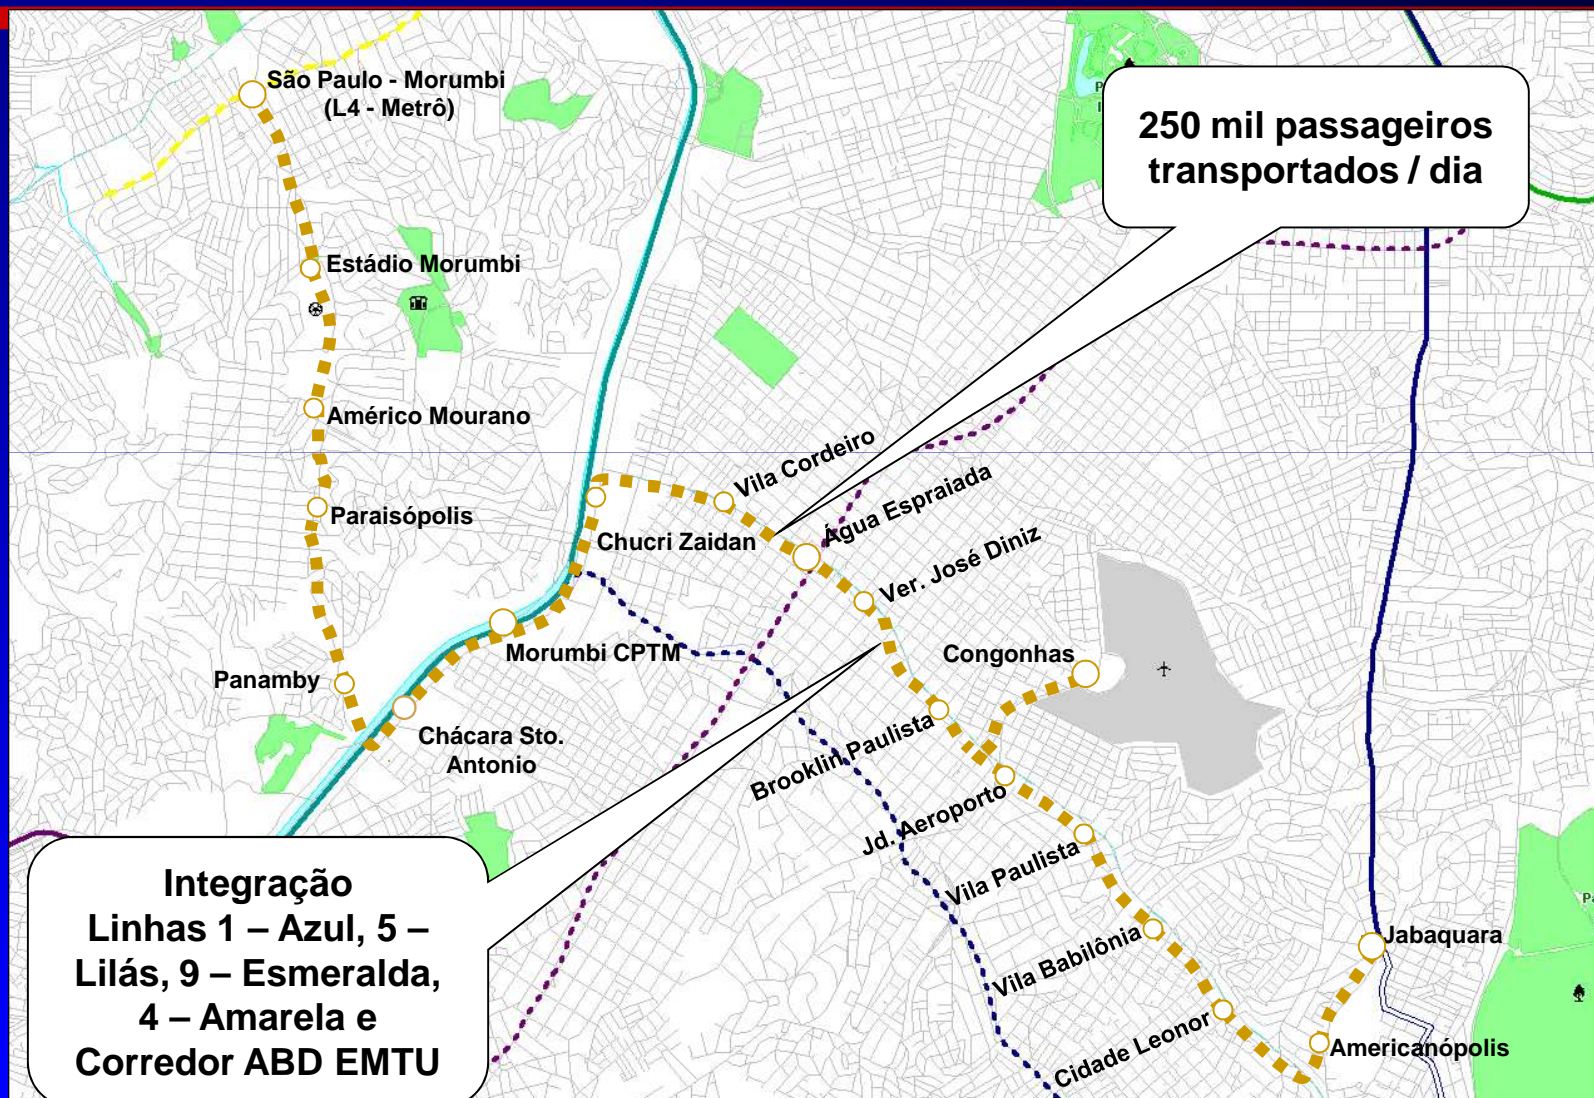 São Paulo - Morumbi
(L4 - Metrô)
250 mil passageiros
transportados / dia
Estádio Morumbi
Américo Mourano
Vila Cordeiro
Água Espraiada
Paraisópolis
Chucri Zaidan
Ver. José Diniz
Morumbi CPTM
Congonhas
Panamby
Chácara Sto.
Antonio
Brooklin Paulista
Jd. Aeroporto
Vila Paulista
Vila Babilônia
Jabaquara
Cidade Leonor
Americanópolis
Integração
Linhas 1 – Azul, 5 –
Lilás, 9 – Esmeralda,
4 – Amarela e
Corredor ABD EMTU